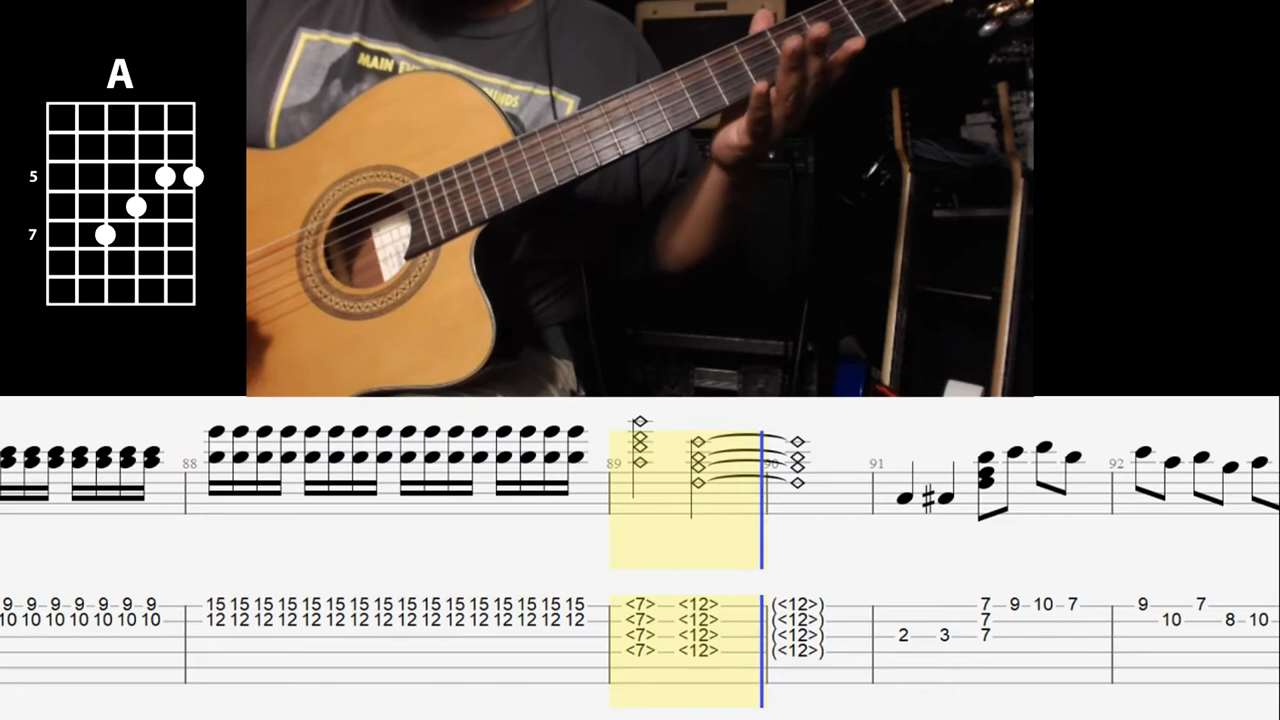 A
5
7
MAIN
88 89 90 91 92
9 9 9 9 9 9 9 15 15 15 15 15 15 15 15 15 15 15 15 15 15 15 15 <7> <12> (<12>) 7 9 10 7 9 7
10 10 10 10 10 10 10 12 12 12 12 12 12 12 12 12 12 12 12 12 12 12 12 <7> <12> (<12>) 7 10 8 10
<7> <12> (<12>) 2 3 7
<7> <12> (<12>)